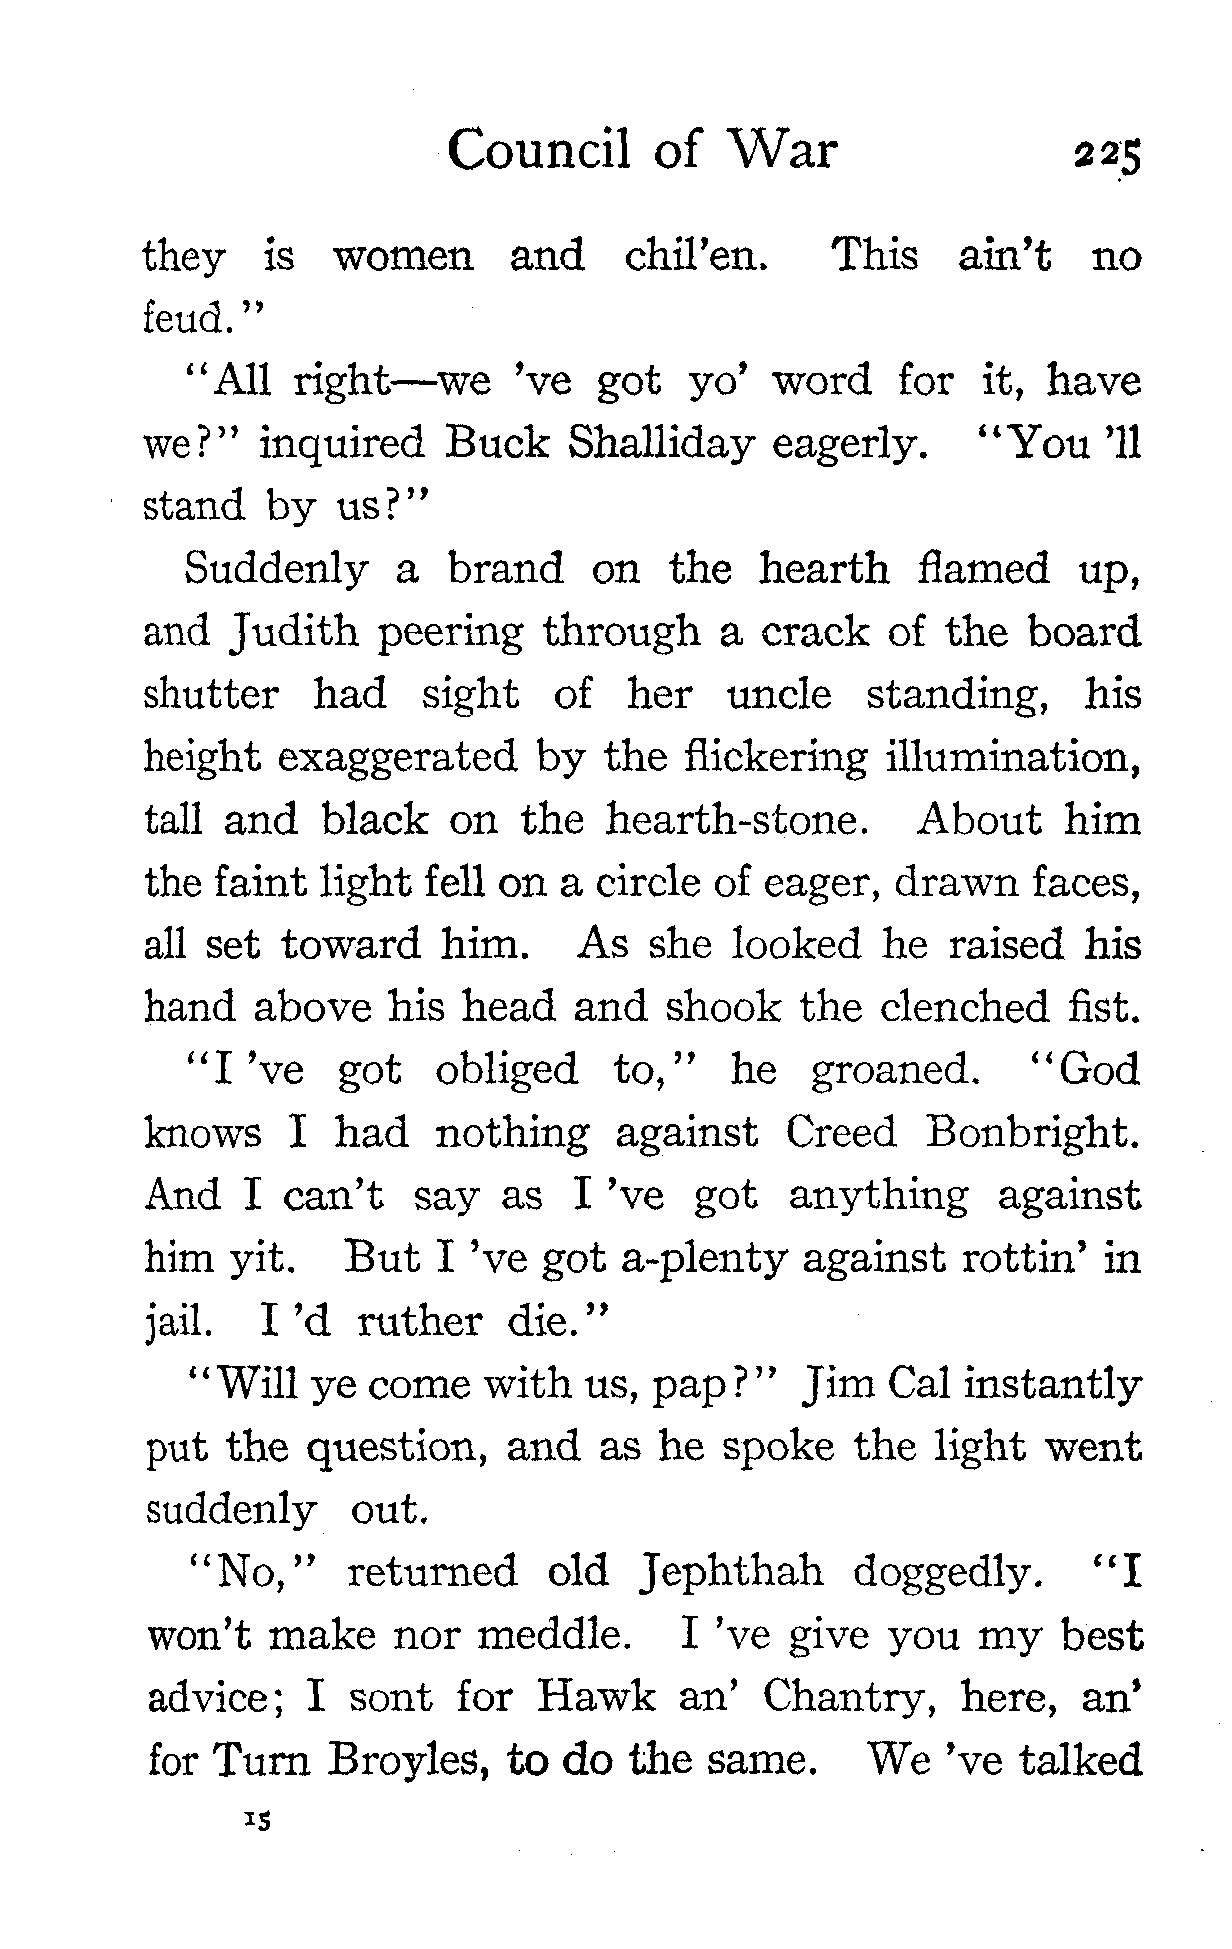 Council of War 225
they is women and chil'en. This ain't no
feud."
"All right—we 've got yo' word for it, have
we?" inquired Buck Shalliday eagerly. "You 'll
stand by us?"
Suddenly a brand on the hearth flamed up,
and Judith peering through a crack of the board
shutter had sight of her uncle standing, his
height exaggerated by the flickering illumination,
tall and black on the hearth-stone. About him
the faint light fell on a circle of eager, drawn faces,
all set toward him. As she looked he raised his
hand above his head and shook the clenched fist.
"I 've got obliged to," he groaned. "God
knows I had nothing against Creed Bonbright.
And I can't say as I 've got anything against
him yit. But I 've got a-plenty against rottin' in
jail. I 'd ruther die."
"Will ye come with us, pap?" Jim Cal instantly
put the question, and as he spoke the light went
suddenly out.
"No," returned old Jephthah doggedly. "I
won't make nor meddle. I 've give you my best
advice; I sont for Hawk an' Chantry, here, an'
for Turn Broyles, to do the same. We 've talked
15